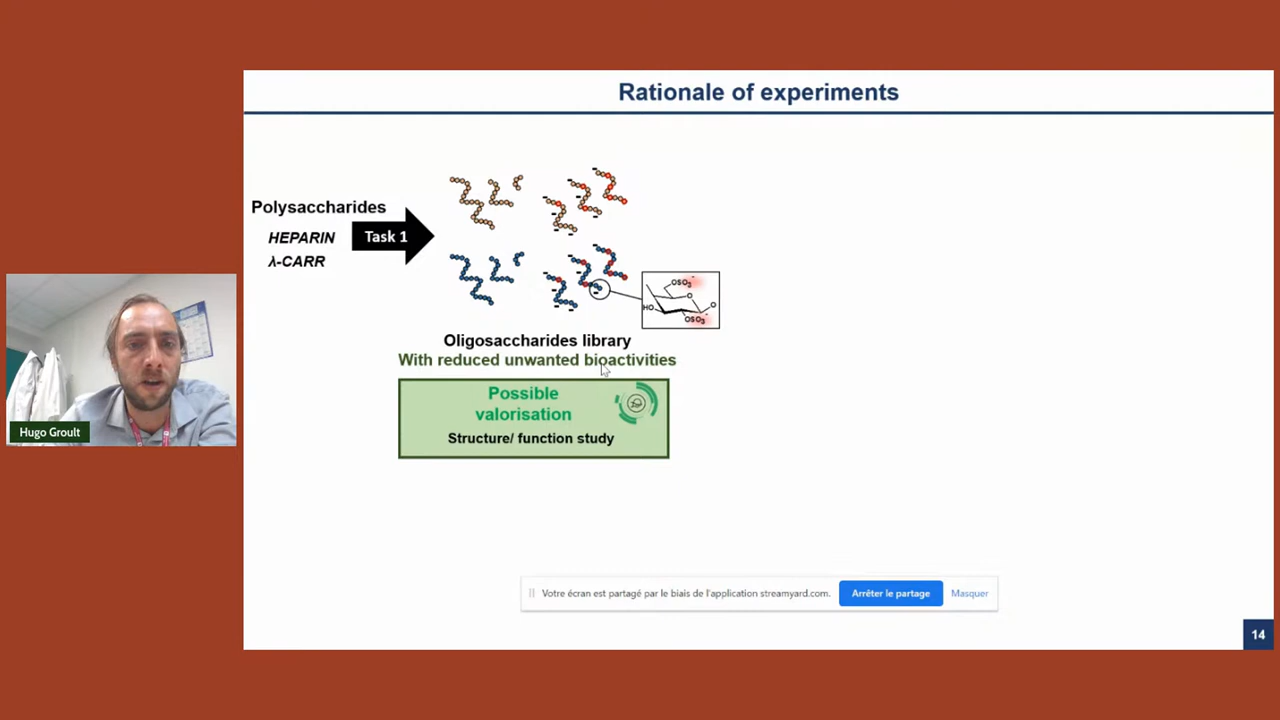 Rationale of experiments
Polysaccharides
HEPARIN
λ-CARR
Task 1
OSO₃⁻
O
HO
O
OSO₃⁻
Oligosaccharides library
With reduced unwanted bioactivities
Possible
valorisation
Structure/ function study
Hugo Groult
Votre écran est partagé par le biais de l'application streamyard.com.
Arrêter le partage
Masquer
14